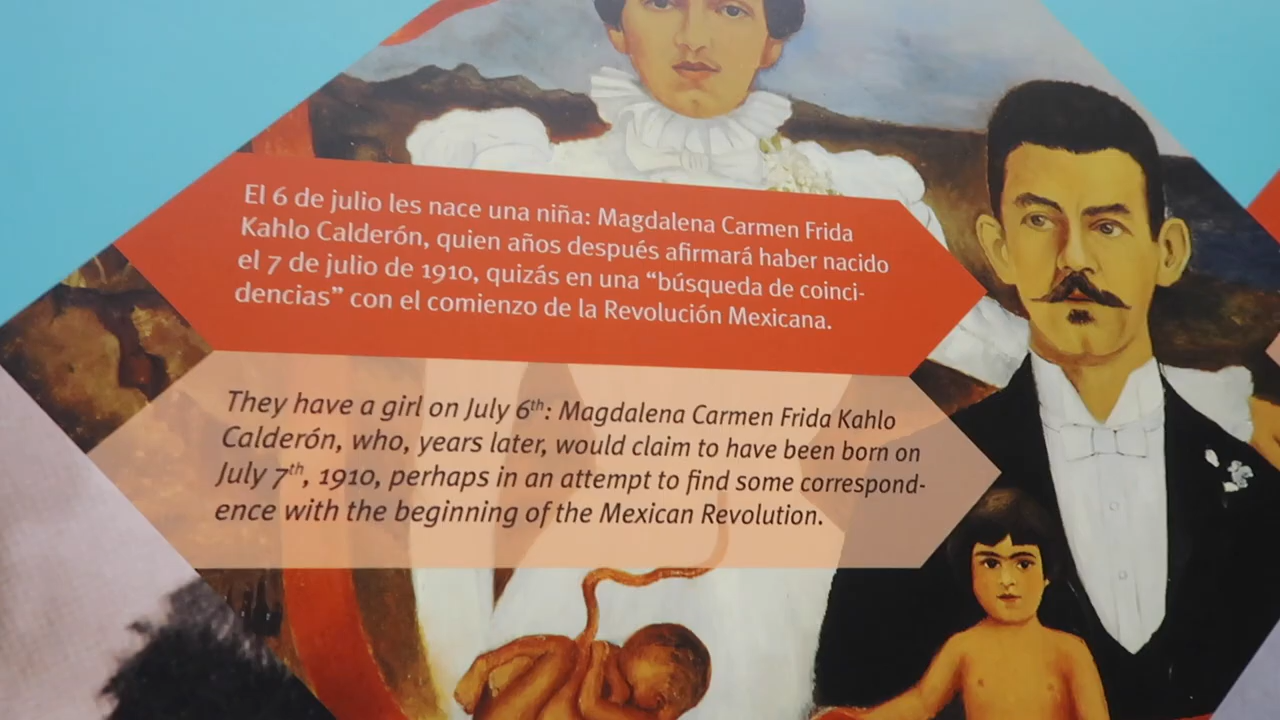 El 6 de julio les nace una niña: Magdalena Carmen Frida
Kahlo Calderón, quien años después afirmará haber nacido
el 7 de julio de 1910, quizás en una “búsqueda de coinci-
dencias” con el comienzo de la Revolución Mexicana.
They have a girl on July 6th: Magdalena Carmen Frida Kahlo
Calderón, who, years later, would claim to have been born on
July 7th, 1910, perhaps in an attempt to find some correspond-
ence with the beginning of the Mexican Revolution.